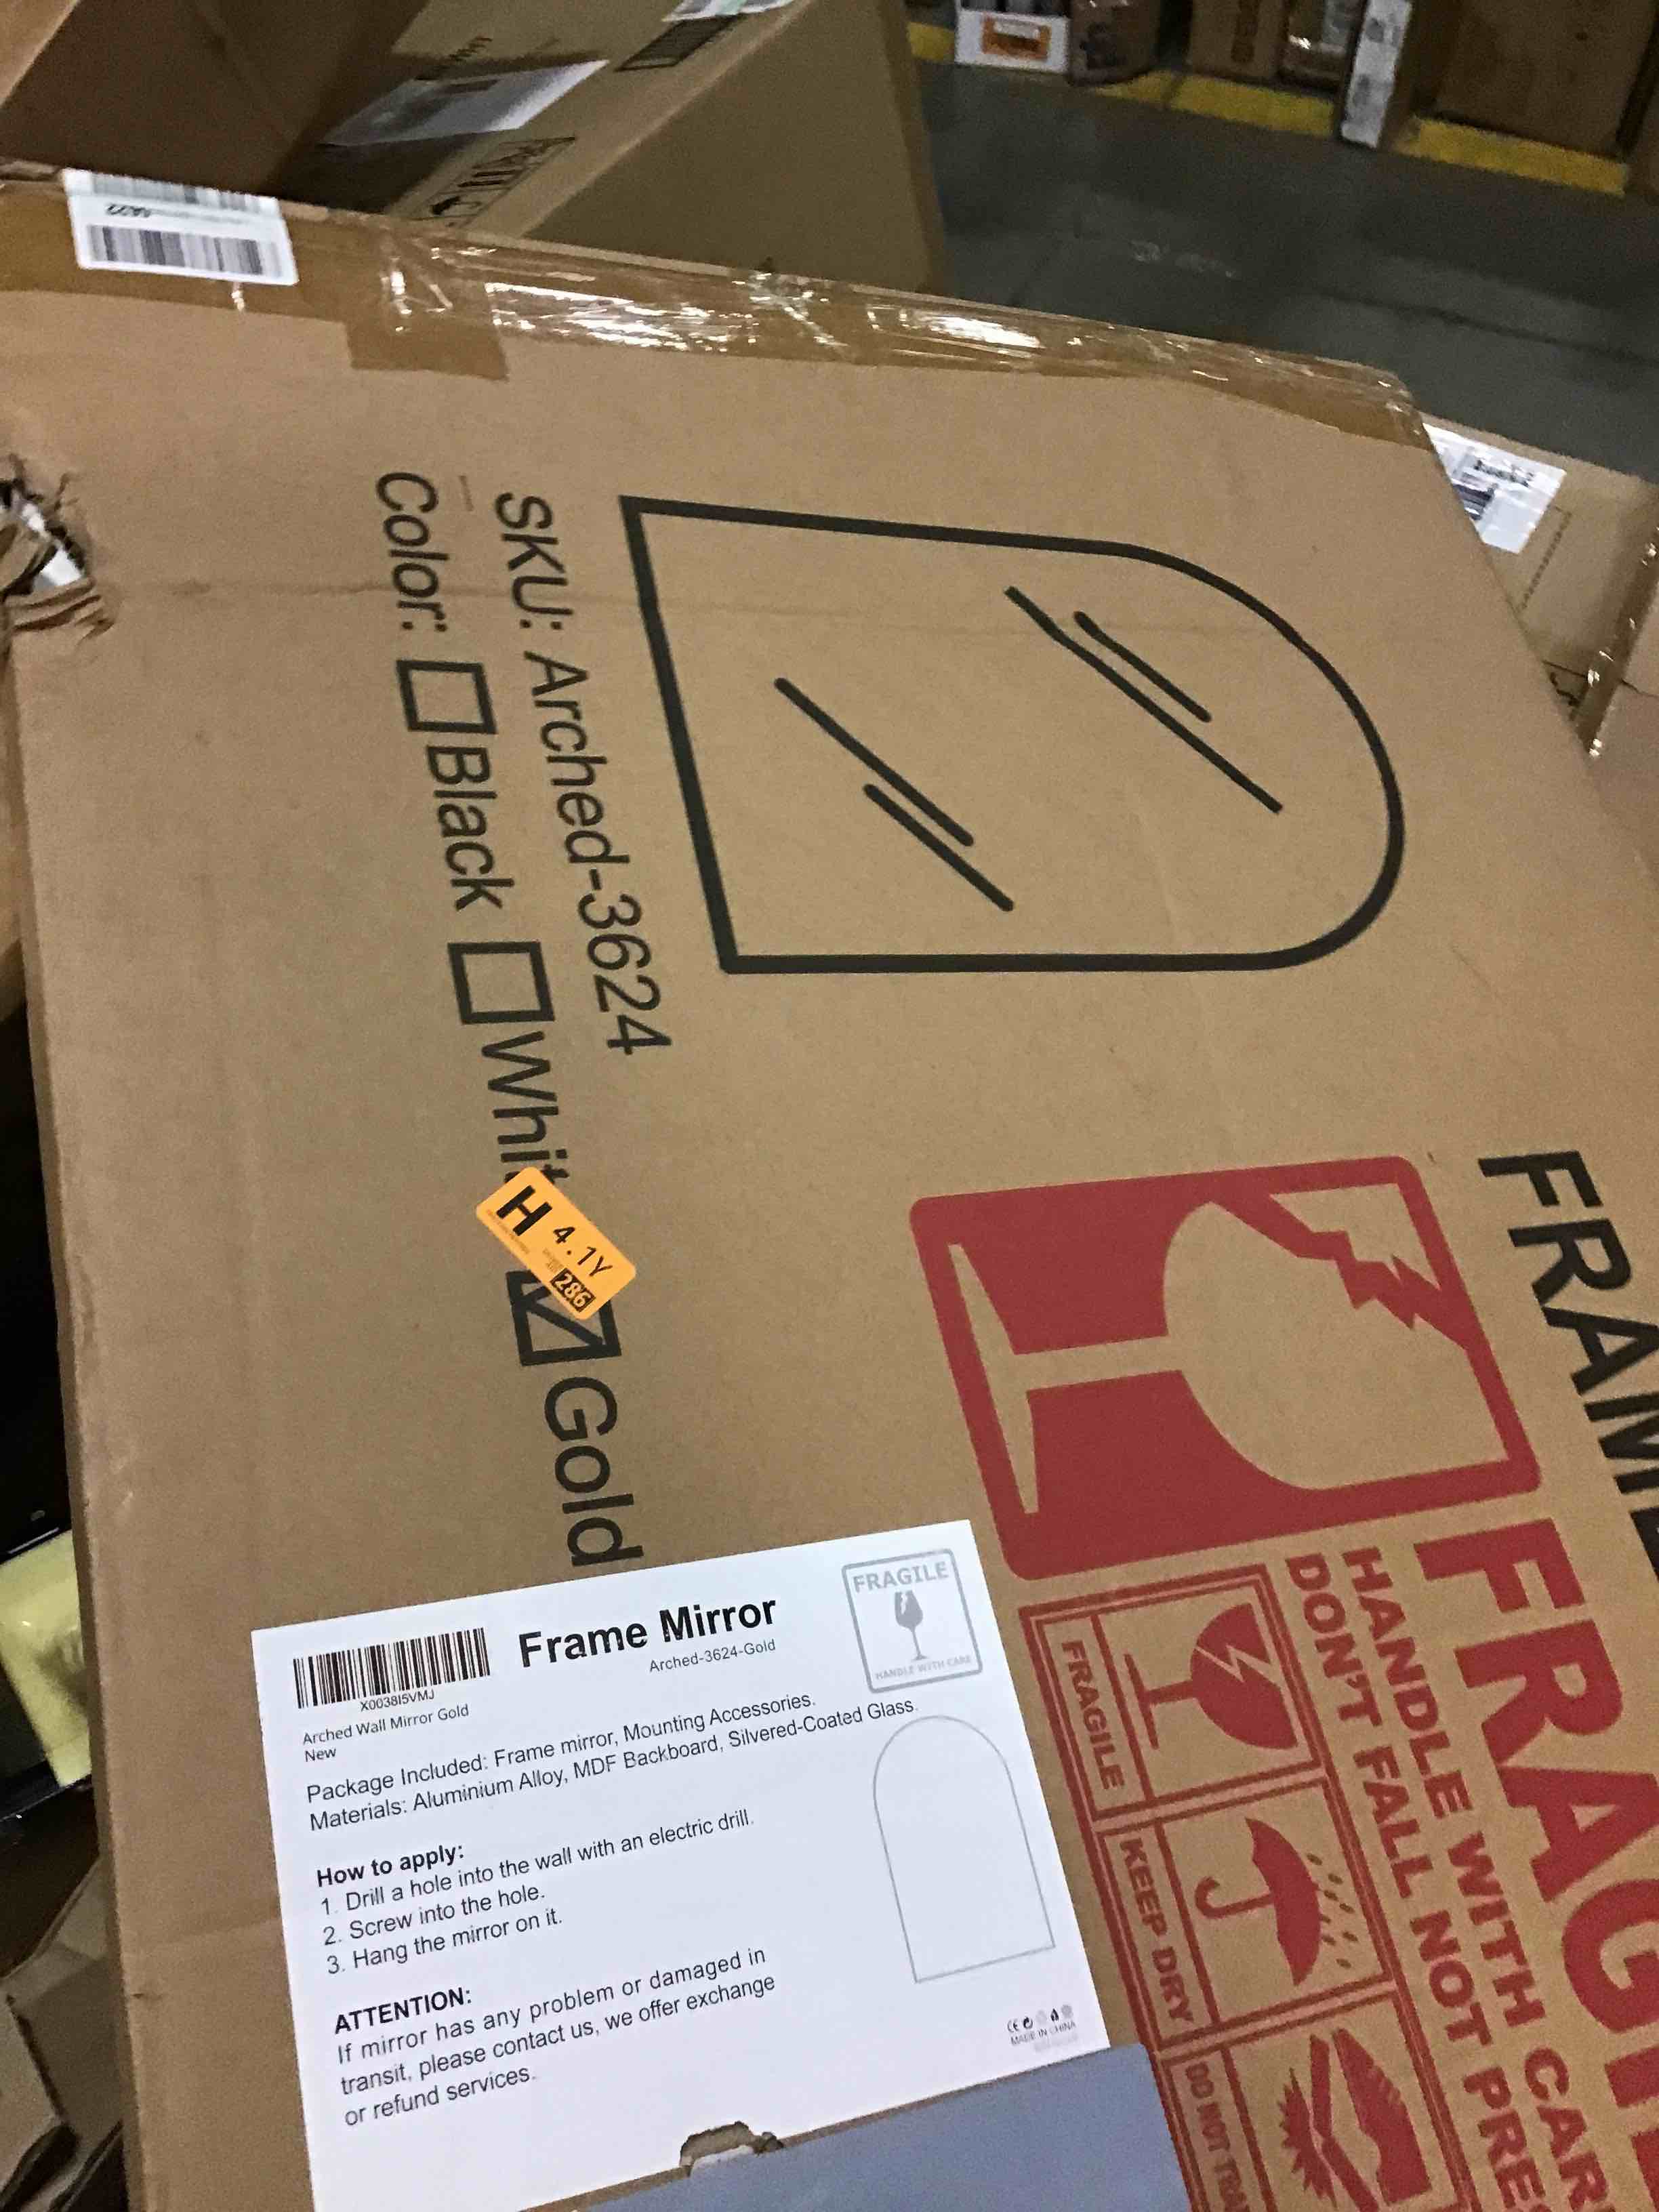 SKU: Arched-3624
Color: Black Whit Gold
H 4.1Y
286
FRAM
FRAG
HANDLE WITH CAR
DON'T FALL NOT PRE
FRAGILE
KEEP DRY
DO NOT
X0038I5VMJ
Arched Wall Mirror Gold
New
Frame Mirror
Arched-3624-Gold
FRAGILE
HANDLE WITH CARE
Package Included: Frame mirror, Mounting Accessories.
Materials: Aluminium Alloy, MDF Backboard, Silvered-Coated Glass.
How to apply:
1. Drill a hole into the wall with an electric drill.
2. Screw into the hole.
3. Hang the mirror on it.
ATTENTION:
If mirror has any problem or damaged in
transit, please contact us, we offer exchange
or refund services.
CE
MADE IN CHINA